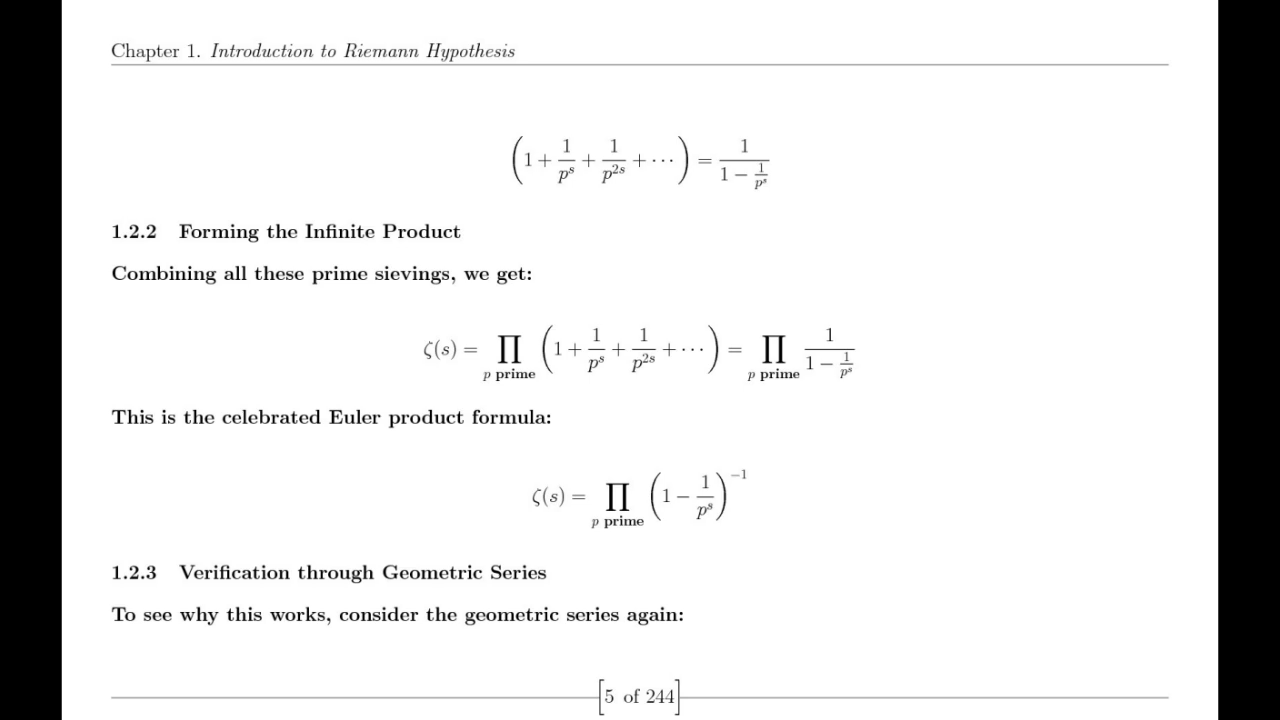 Chapter 1. Introduction to Riemann Hypothesis
(1 + 1/p^s + 1/p^{2s} + ···) = 1/(1 − 1/p^s)
1.2.2 Forming the Infinite Product
Combining all these prime sievings, we get:
ζ(s) = ∏_{p prime} (1 + 1/p^s + 1/p^{2s} + ···) = ∏_{p prime} 1/(1 − 1/p^s)
This is the celebrated Euler product formula:
ζ(s) = ∏_{p prime} (1 − 1/p^s)^{−1}
1.2.3 Verification through Geometric Series
To see why this works, consider the geometric series again:
[5 of 244]